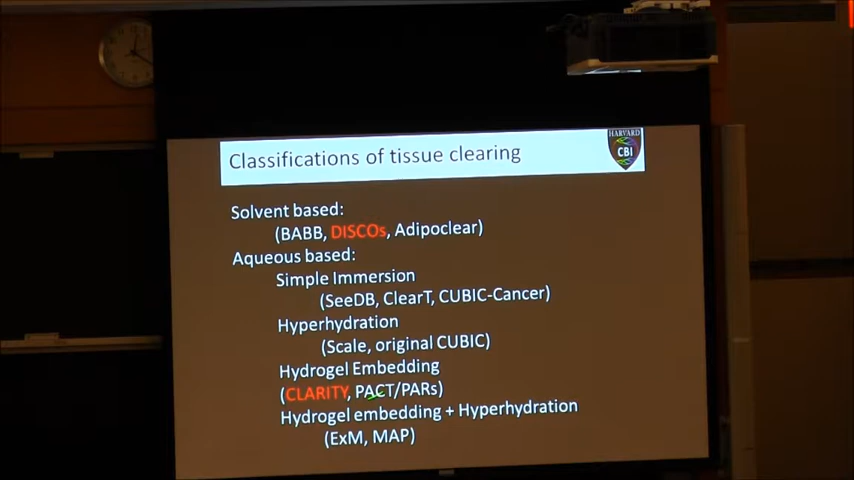 Classifications of tissue clearing
HARVARD
CBI
Solvent based:
(BABB, DISCOs, Adipoclear)
Aqueous based:
Simple Immersion
(SeeDB, ClearT, CUBIC-Cancer)
Hyperhydration
(Scale, original CUBIC)
Hydrogel Embedding
(CLARITY, PACT/PARs)
Hydrogel embedding + Hyperhydration
(ExM, MAP)